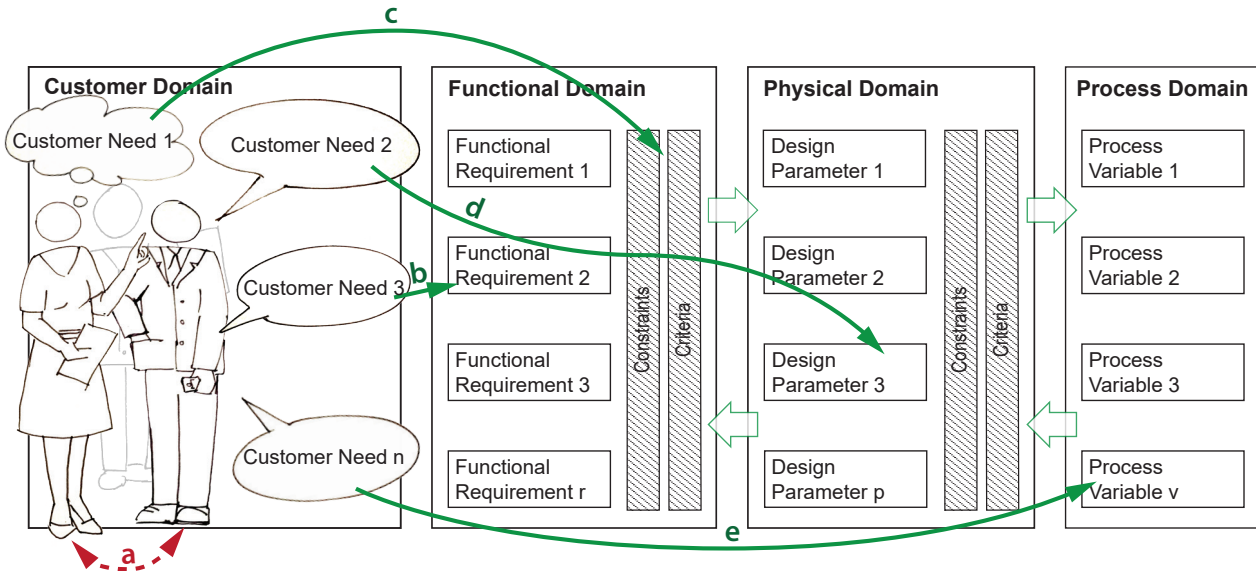 c
Customer Domain
Functional Domain
Physical Domain
Process Domain
Customer Need 1
Customer Need 2
Customer Need 3
Customer Need n
Functional
Requirement 1
Functional
Requirement 2
Functional
Requirement 3
Functional
Requirement r
Constraints
Criteria
Design
Parameter 1
Design
Parameter 2
Design
Parameter 3
Design
Parameter p
Constraints
Criteria
Process
Variable 1
Process
Variable 2
Process
Variable 3
Process
Variable v
d
b
e
a